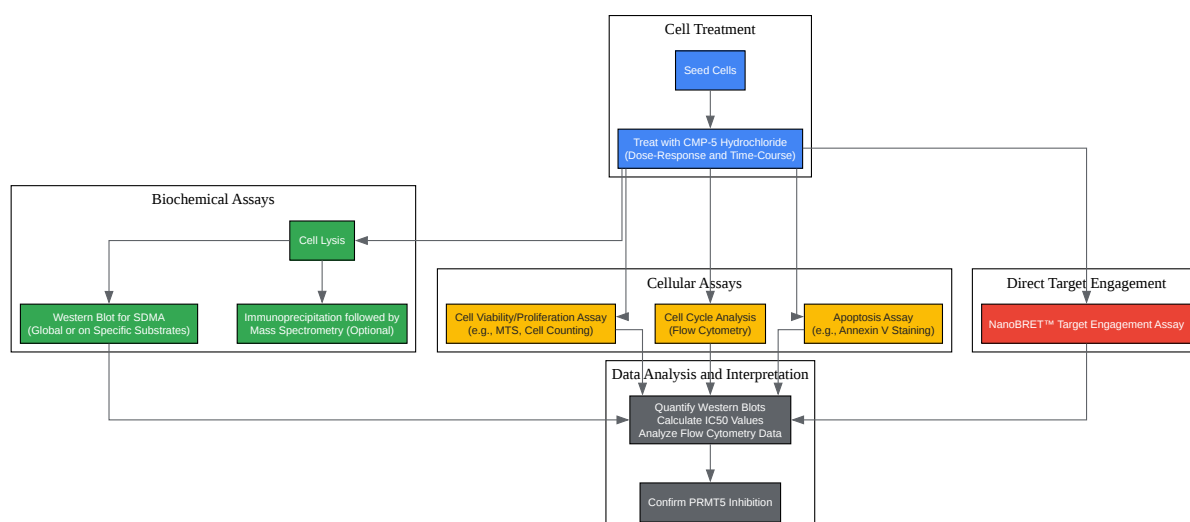 Cell Treatment
Seed Cells
Treat with CMP-5 Hydrochloride
(Dose-Response and Time-Course)
Biochemical Assays
Cell Lysis
Western Blot for SDMA
(Global or on Specific Substrates)
Immunoprecipitation followed by
Mass Spectrometry (Optional)
Cellular Assays
Cell Viability/Proliferation Assay
(e.g., MTS, Cell Counting)
Cell Cycle Analysis
(Flow Cytometry)
Apoptosis Assay
(e.g., Annexin V Staining)
Direct Target Engagement
NanoBRET™ Target Engagement Assay
Data Analysis and Interpretation
Quantify Western Blots
Calculate IC50 Values
Analyze Flow Cytometry Data
Confirm PRMT5 Inhibition